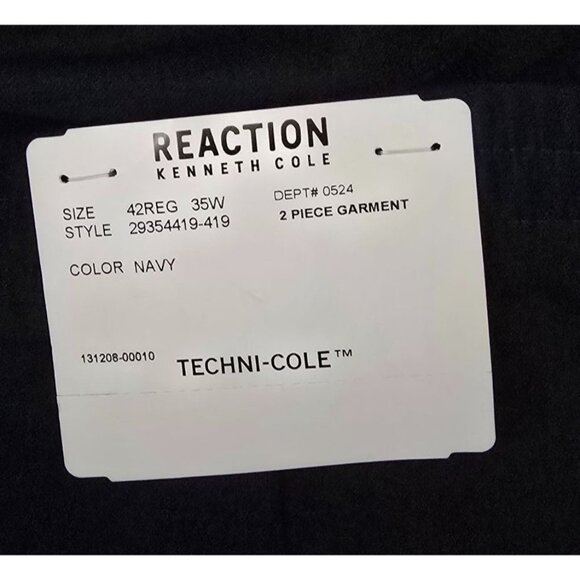 REACTION
KENNETH COLE
SIZE 42REG 35W DEPT# 0524
STYLE 29354419-419 2 PIECE GARMENT
COLOR NAVY
131208-00010 TECHNI-COLE™